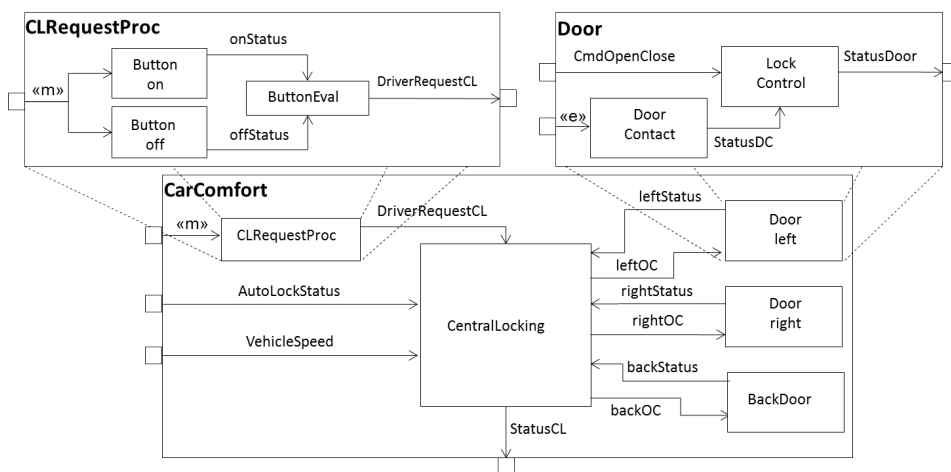 CLRequestProc
«m»
Button
on
onStatus
Button
off
offStatus
ButtonEval
DriverRequestCL
Door
CmdOpenClose
Lock
Control
StatusDoor
«e»
Door
Contact
StatusDC
CarComfort
«m»
CLRequestProc
DriverRequestCL
AutoLockStatus
VehicleSpeed
CentralLocking
StatusCL
leftStatus
leftOC
Door
left
rightStatus
rightOC
Door
right
backStatus
backOC
BackDoor